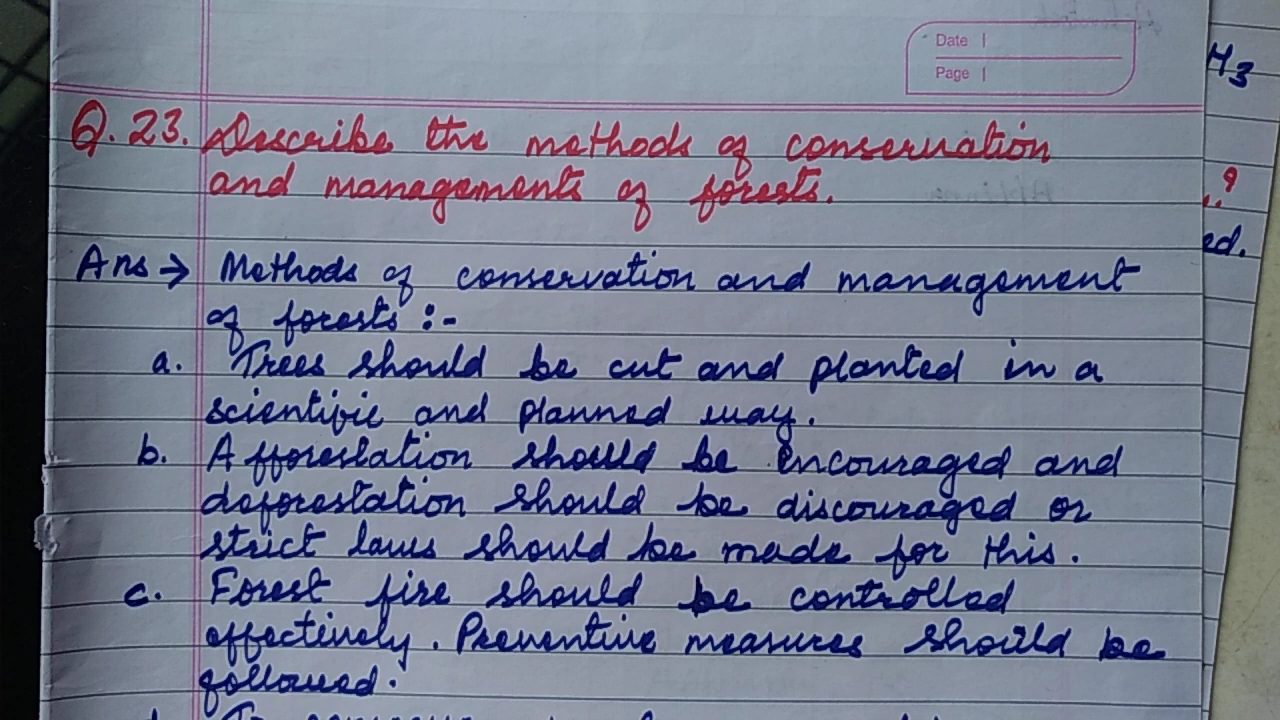 Date
Page
H3
Q. 23. Describe the methods of conservation
and managements of forests.
?
ed.
Ans → Methods of conservation and management
of forests :-
a. Trees should be cut and planted in a
scientific and planned way.
b. Afforestation should be encouraged and
deforestation should be discouraged or
strict laws should be made for this.
c. Forest fire should be controlled
effectively. Preventive measures should be
followed.